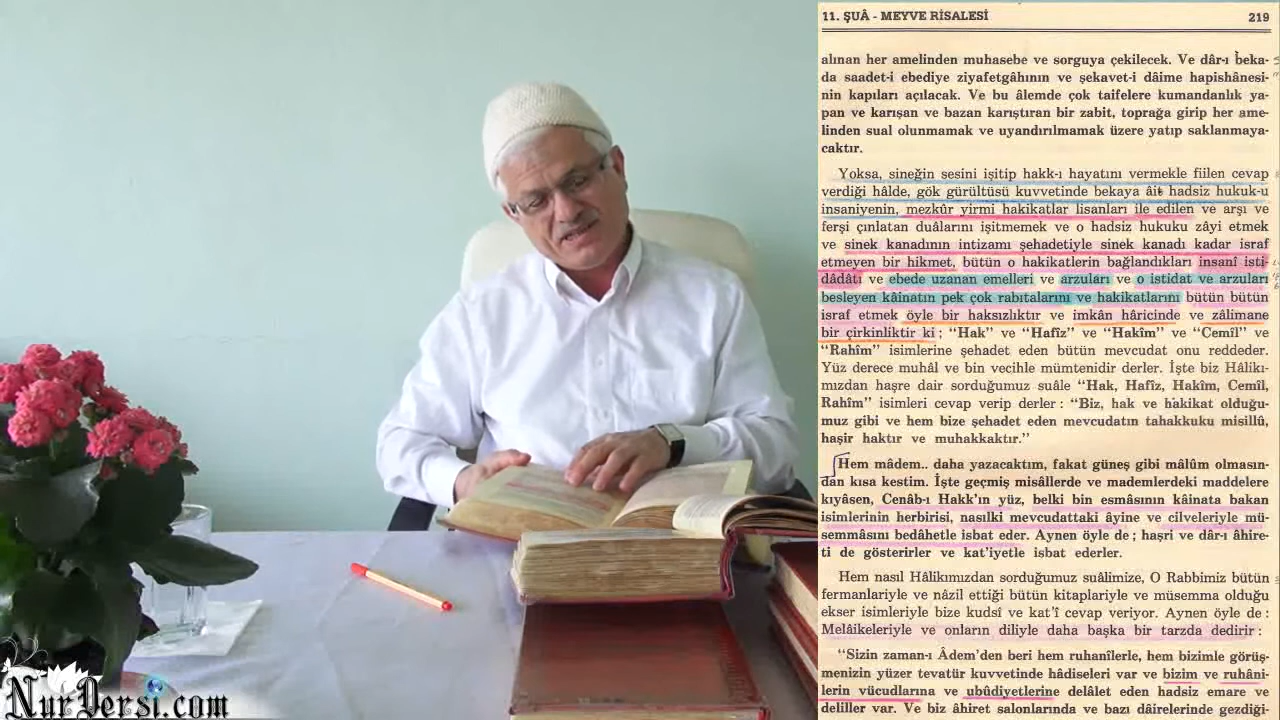 11. ŞUÂ - MEYVE RİSALESİ 219
alınan her amelinden muhasebe ve sorguya çekilecek. Ve dâr-ı beka-
da saadet-i ebediye ziyafetgâhının ve şekavet-i dâime hapishânesi-
nin kapıları açılacak. Ve bu âlemde çok taifelere kumandanlık ya-
pan ve karışan ve bazan karıştıran bir zabit, toprağa girip her ame-
linden sual olunmamak ve uyandırılmamak üzere yatıp saklanmaya-
caktır.
Yoksa, sineğin sesini işitip hakk-ı hayatını vermekle fiilen cevap
verdiği hâlde, gök gürültüsü kuvvetinde bekaya âit hadsiz hukuk-u
insaniyenin, mezkûr yirmi hakikatlar lisanları ile edilen ve arşı ve
ferşi çınlatan duâlarını işitmemek ve o hadsiz hukuku zâyi etmek
ve sinek kanadının intizamı şehadetiyle sinek kanadı kadar israf
etmeyen bir hikmet, bütün o hakikatlerin bağlandıkları insanî isti-
dâdâtı ve ebede uzanan emelleri ve arzuları ve o istidat ve arzuları
besleyen kâinatın pek çok rabıtalarını ve hakikatlarını bütün bütün
israf etmek öyle bir haksızlıktır ve imkân hâricinde ve zâlimane
bir çirkinliktir ki; "Hak" ve "Hafîz" ve "Hakîm" ve "Cemîl" ve
"Rahîm" isimlerine şehadet eden bütün mevcudat onu reddeder.
Yüz derece muhâl ve bin vecihle mümtenidir derler. İşte biz Hâlikı-
mızdan haşre dair sorduğumuz suâle "Hak, Hafîz, Hakîm, Cemîl,
Rahîm" isimleri cevap verip derler: "Biz, hak ve hakikat olduğu-
muz gibi ve hem bize şehadet eden mevcudatın tahakkuku misillû,
haşir haktır ve muhakkaktır."
Hem mâdem.. daha yazacaktım, fakat güneş gibi mâlûm olmasın-
dan kısa kestim. İşte geçmiş misâllerde ve mademlerdeki maddelere
kıyâsen, Cenâb-ı Hakk'ın yüz, belki bin esmâsının kâinata bakan
isimlerinin herbirisi, nasılki mevcudattaki âyine ve cilveleriyle mü-
semmâsını bedâhetle isbat eder. Aynen öyle de; haşri ve dâr-ı âhire-
ti de gösterirler ve kat'iyetle isbat ederler.
Hem nasıl Hâlikımızdan sorduğumuz suâlimize, O Rabbimiz bütün
fermanlariyle ve nâzil ettiği bütün kitaplariyle ve müsemma olduğu
ekser isimleriyle bize kudsî ve kat'î cevap veriyor. Aynen öyle de:
Melâikeleriyle ve onların diliyle daha başka bir tarzda dedirir:
"Sizin zaman-ı Âdem'den beri hem ruhanîlerle, hem bizimle görüş-
menizin yüzer tevatür kuvvetinde hâdiseleri var ve bizim ve ruhâni-
lerin vücudlarına ve ubûdiyetlerine delâlet eden hadsiz emare ve
deliller var. Ve biz âhiret salonlarında ve bazı dâirelerinde gezdiği-
NurDersi.com